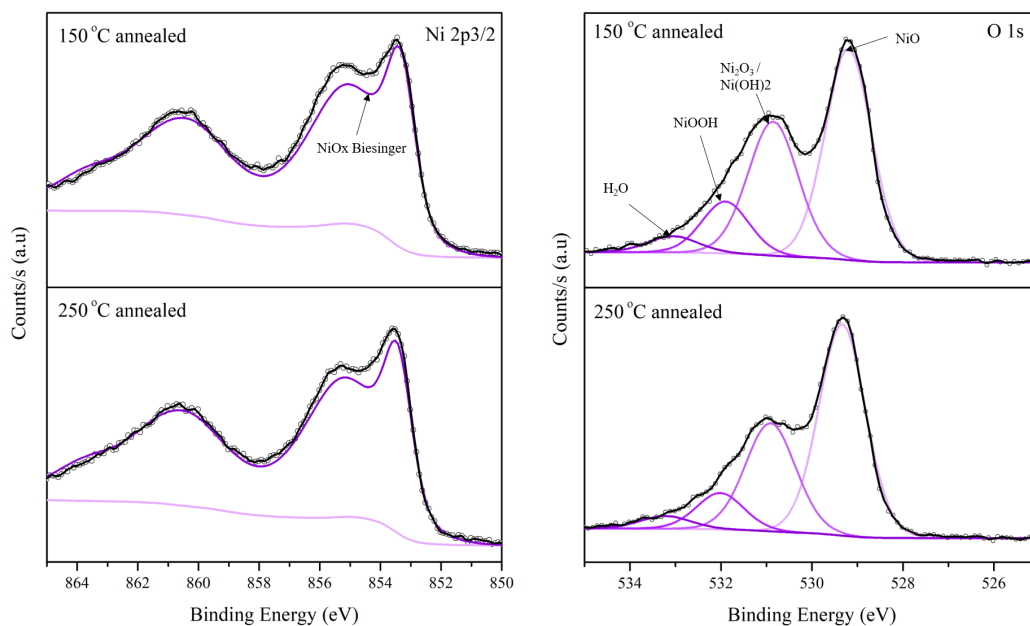 150 °C annealed
Ni 2p3/2
NiOx Biesinger
250 °C annealed
Counts/s (a.u)
864 862 860 858 856 854 852 850
Binding Energy (eV)
150 °C annealed
O 1s
NiO
Ni₂O₃ /
Ni(OH)2
NiOOH
H₂O
250 °C annealed
Counts/s (a.u)
534 532 530 528 526
Binding Energy (eV)